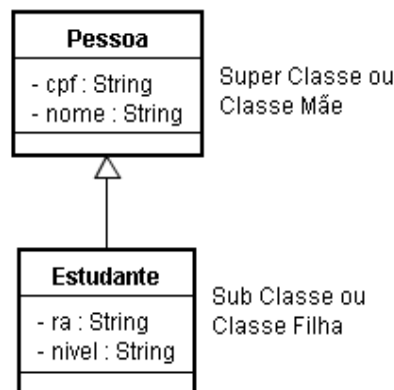 Pessoa
- cpf : String
- nome : String
Super Classe ou
Classe Mãe
Estudante
- ra : String
- nivel : String
Sub Classe ou
Classe Filha